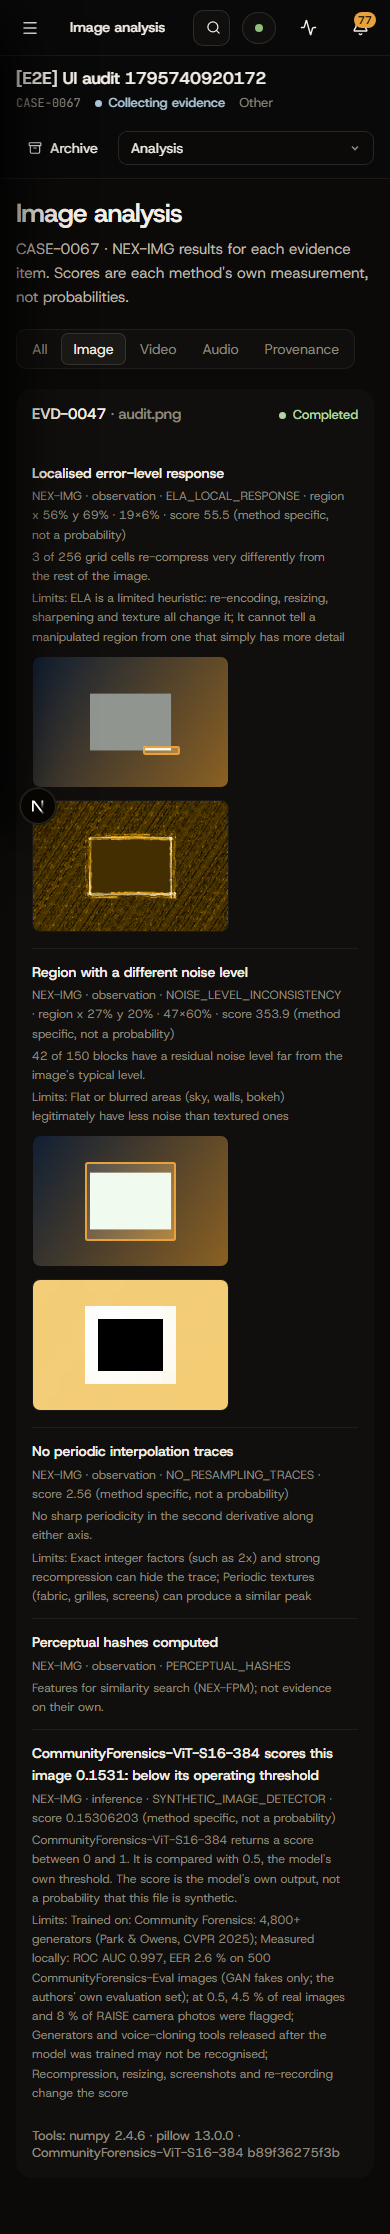 Image analysis
77
[E2E] UI audit 1795740920172
CASE-0067 Collecting evidence Other
Archive Analysis
Image analysis
CASE-0067 · NEX-IMG results for each evidence
item. Scores are each method's own measurement,
not probabilities.
All Image Video Audio Provenance
EVD-0047 · audit.png Completed
Localised error-level response
NEX-IMG · observation · ELA_LOCAL_RESPONSE · region
x 56% y 69% · 19×6% · score 55.5 (method specific,
not a probability)
3 of 256 grid cells re-compress very differently from
the rest of the image.
Limits: ELA is a limited heuristic: re-encoding, resizing,
sharpening and texture all change it; It cannot tell a
manipulated region from one that simply has more detail
N
Region with a different noise level
NEX-IMG · observation · NOISE_LEVEL_INCONSISTENCY
· region x 27% y 20% · 47×60% · score 353.9 (method
specific, not a probability)
42 of 150 blocks have a residual noise level far from the
image's typical level.
Limits: Flat or blurred areas (sky, walls, bokeh)
legitimately have less noise than textured ones
No periodic interpolation traces
NEX-IMG · observation · NO_RESAMPLING_TRACES ·
score 2.56 (method specific, not a probability)
No sharp periodicity in the second derivative along
either axis.
Limits: Exact integer factors (such as 2x) and strong
recompression can hide the trace; Periodic textures
(fabric, grilles, screens) can produce a similar peak
Perceptual hashes computed
NEX-IMG · observation · PERCEPTUAL_HASHES
Features for similarity search (NEX-FPM); not evidence
on their own.
CommunityForensics-ViT-S16-384 scores this
image 0.1531: below its operating threshold
NEX-IMG · inference · SYNTHETIC_IMAGE_DETECTOR ·
score 0.15306203 (method specific, not a probability)
CommunityForensics-ViT-S16-384 returns a score
between 0 and 1. It is compared with 0.5, the model's
own threshold. The score is the model's own output, not
a probability that this file is synthetic.
Limits: Trained on: Community Forensics: 4,800+
generators (Park & Owens, CVPR 2025); Measured
locally: ROC AUC 0.997, EER 2.6 % on 500
CommunityForensics-Eval images (GAN fakes only; the
authors' own evaluation set); at 0.5, 4.5 % of real images
and 8 % of RAISE camera photos were flagged;
Generators and voice-cloning tools released after the
model was trained may not be recognised;
Recompression, resizing, screenshots and re-recording
change the score
Tools: numpy 2.4.6 · pillow 13.0.0 ·
CommunityForensics-ViT-S16-384 b89f36275f3b